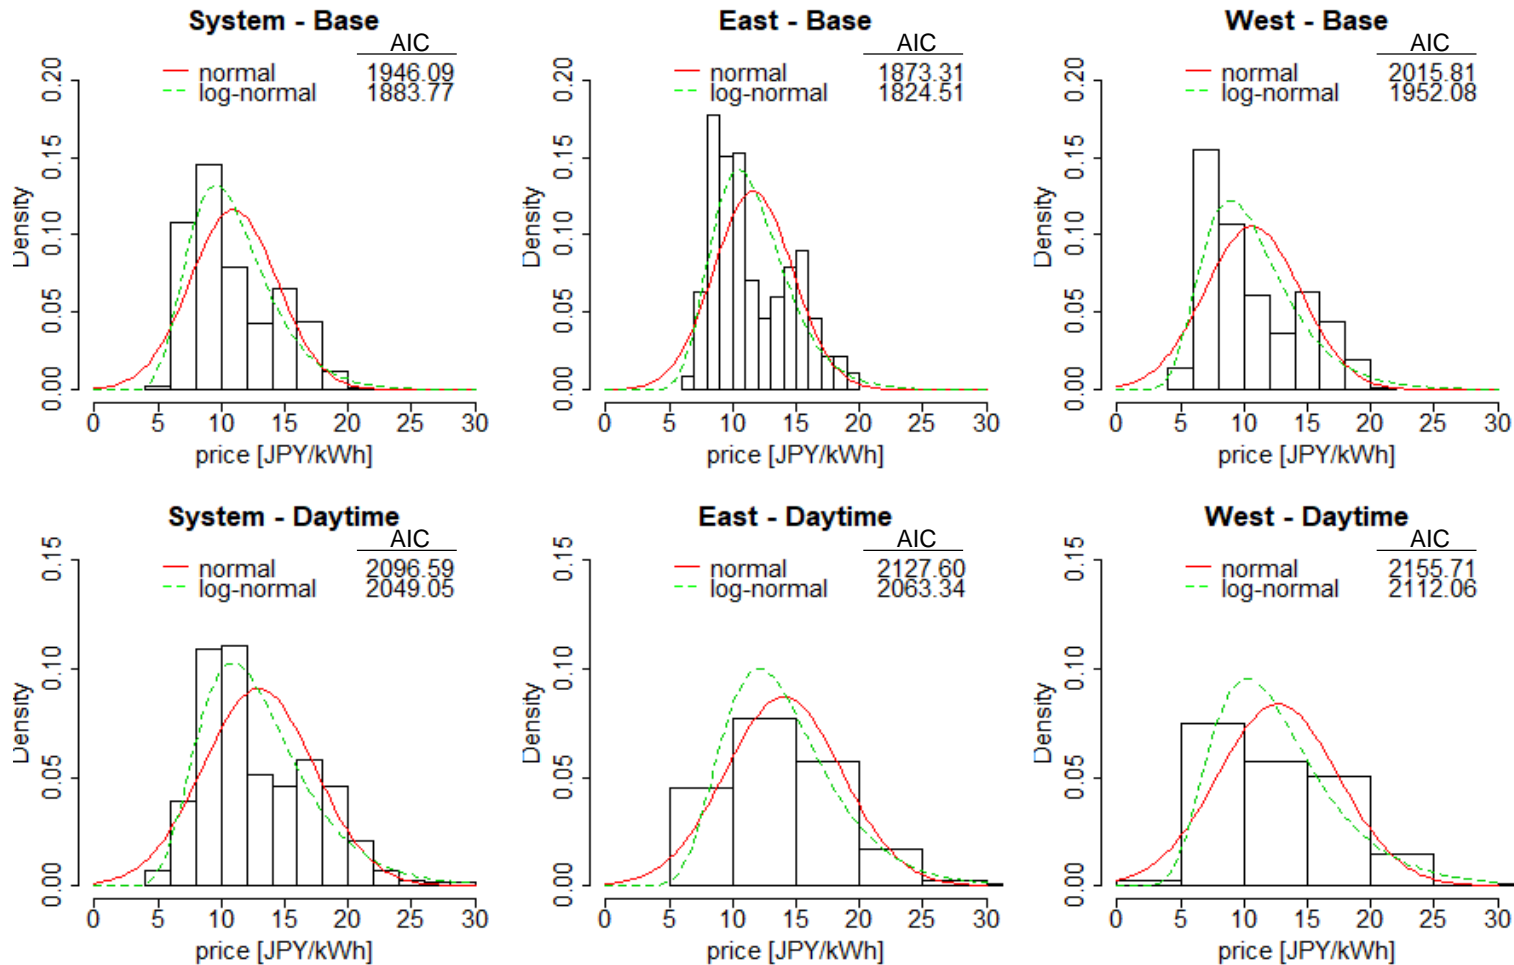 System - Base
AIC
normal 1946.09
log-normal 1883.77
0.00 0.05 0.10 0.15 0.20
Density
0 5 10 15 20 25 30
price [JPY/kWh]
East - Base
AIC
normal 1873.31
log-normal 1824.51
0.00 0.05 0.10 0.15 0.20
Density
0 5 10 15 20 25 30
price [JPY/kWh]
West - Base
AIC
normal 2015.81
log-normal 1952.08
0.00 0.05 0.10 0.15 0.20
Density
0 5 10 15 20 25 30
price [JPY/kWh]
System - Daytime
AIC
normal 2096.59
log-normal 2049.05
0.00 0.05 0.10 0.15
Density
0 5 10 15 20 25 30
price [JPY/kWh]
East - Daytime
AIC
normal 2127.60
log-normal 2063.34
0.00 0.05 0.10 0.15
Density
0 5 10 15 20 25 30
price [JPY/kWh]
West - Daytime
AIC
normal 2155.71
log-normal 2112.06
0.00 0.05 0.10 0.15
Density
0 5 10 15 20 25 30
price [JPY/kWh]